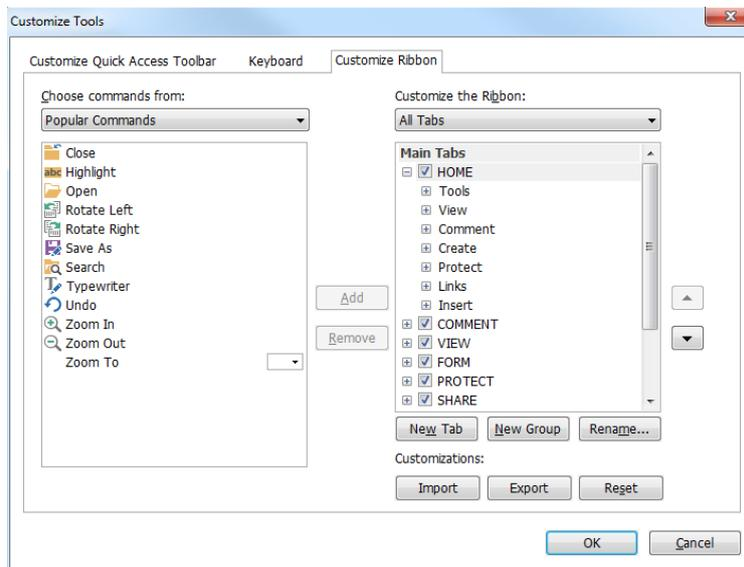 Customize Tools
Customize Quick Access Toolbar
Keyboard
Customize Ribbon
Choose commands from:
Popular Commands
Close
abc Highlight
Open
Rotate Left
Rotate Right
Save As
Search
Typewriter
Undo
Zoom In
Zoom Out
Zoom To
Add
Remove
Customize the Ribbon:
All Tabs
Main Tabs
HOME
Tools
View
Comment
Create
Protect
Links
Insert
COMMENT
VIEW
FORM
PROTECT
SHARE
New Tab
New Group
Rename...
Customizations:
Import
Export
Reset
OK
Cancel